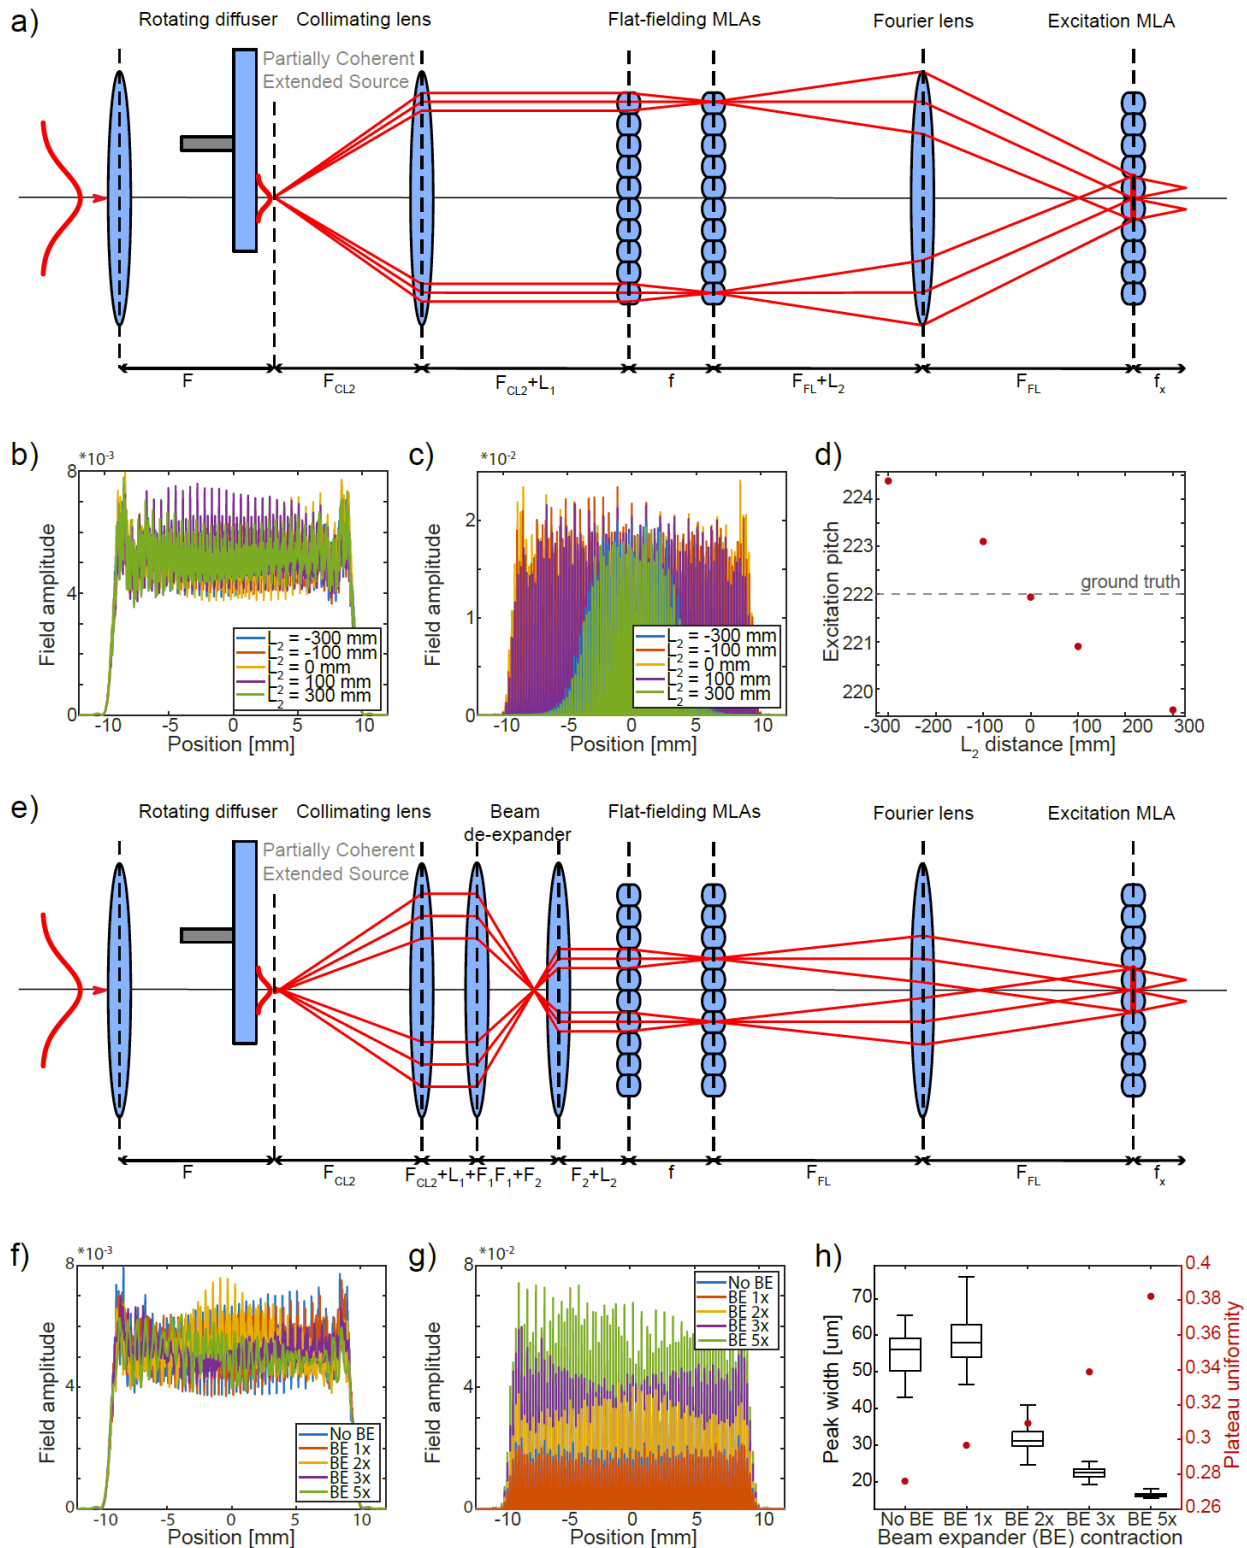 a)
Rotating diffuser
Collimating lens
Flat-fielding MLAs
Fourier lens
Excitation MLA
Partially Coherent
Extended Source
F
F_CL2
F_CL2+L_1
f
F_FL+L_2
F_FL
f_x
b)
*10^-3
8
4
0
Field amplitude
-10
-5
0
5
10
Position [mm]
L_2 = -300 mm
L_2 = -100 mm
L_2 = 0 mm
L_2 = 100 mm
L_2 = 300 mm
c)
*10^-2
2
1
0
Field amplitude
-10
-5
0
5
10
Position [mm]
L_2 = -300 mm
L_2 = -100 mm
L_2 = 0 mm
L_2 = 100 mm
L_2 = 300 mm
d)
224
223
222
221
220
Excitation pitch
ground truth
-300
-200
-100
0
100
200
300
L_2 distance [mm]
e)
Rotating diffuser
Collimating lens
Beam
de-expander
Flat-fielding MLAs
Fourier lens
Excitation MLA
Partially Coherent
Extended Source
F
F_CL2
F_CL2+L_1+F_1
F_1+F_2
F_2+L_2
f
F_FL
F_FL
f_x
f)
*10^-3
8
4
0
Field amplitude
-10
-5
0
5
10
Position [mm]
No BE
BE 1x
BE 2x
BE 3x
BE 5x
g)
*10^-2
8
4
0
Field amplitude
-10
-5
0
5
10
Position [mm]
No BE
BE 1x
BE 2x
BE 3x
BE 5x
h)
70
60
50
40
30
20
Peak width [um]
0.4
0.38
0.36
0.34
0.32
0.3
0.28
0.26
Plateau uniformity
No BE
BE 1x
BE 2x
BE 3x
BE 5x
Beam expander (BE) contraction